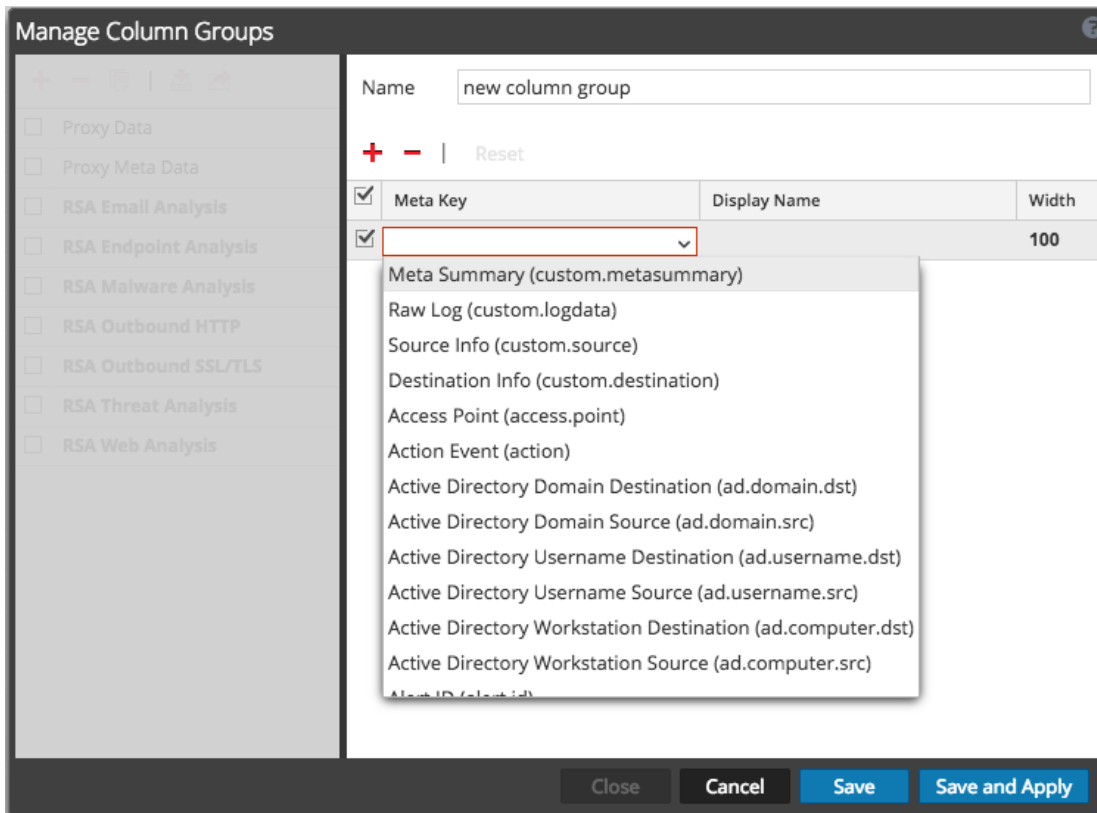 Manage Column Groups
Proxy Data
Proxy Meta Data
RSA Email Analysis
RSA Endpoint Analysis
RSA Malware Analysis
RSA Outbound HTTP
RSA Outbound SSL/TLS
RSA Threat Analysis
RSA Web Analysis
Name new column group
Reset
Meta Key Display Name Width
100
Meta Summary (custom.metasummary)
Raw Log (custom.logdata)
Source Info (custom.source)
Destination Info (custom.destination)
Access Point (access.point)
Action Event (action)
Active Directory Domain Destination (ad.domain.dst)
Active Directory Domain Source (ad.domain.src)
Active Directory Username Destination (ad.username.dst)
Active Directory Username Source (ad.username.src)
Active Directory Workstation Destination (ad.computer.dst)
Active Directory Workstation Source (ad.computer.src)
Alert ID (alert.id)
Close Cancel Save Save and Apply